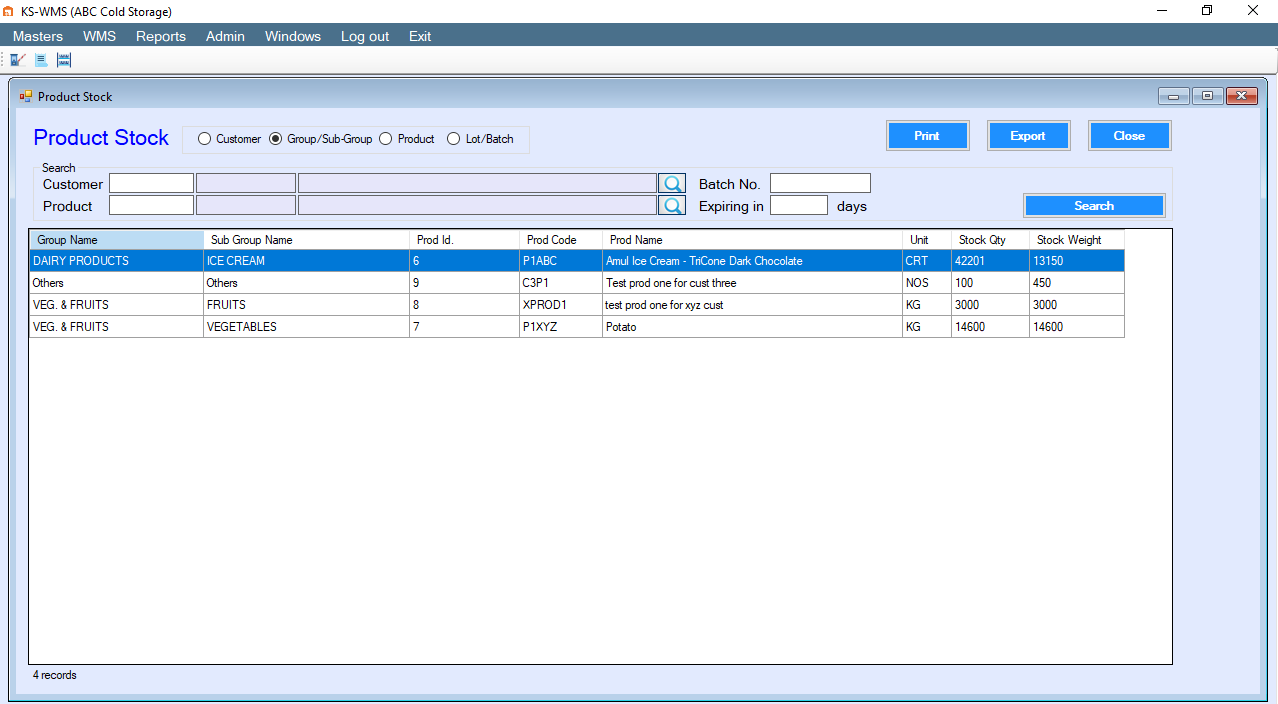 KS-WMS (ABC Cold Storage)
Masters WMS Reports Admin Windows Log out Exit
Product Stock
Product Stock Customer Group/Sub-Group Product Lot/Batch Print Export Close
Search
Customer Batch No.
Product Expiring in days Search
Group Name Sub Group Name Prod Id. Prod Code Prod Name Unit Stock Qty Stock Weight
DAIRY PRODUCTS ICE CREAM 6 P1ABC Amul Ice Cream - TriCone Dark Chocolate CRT 42201 13150
Others Others 9 C3P1 Test prod one for cust three NOS 100 450
VEG. & FRUITS FRUITS 8 XPROD1 test prod one for xyz cust KG 3000 3000
VEG. & FRUITS VEGETABLES 7 P1XYZ Potato KG 14600 14600
4 records